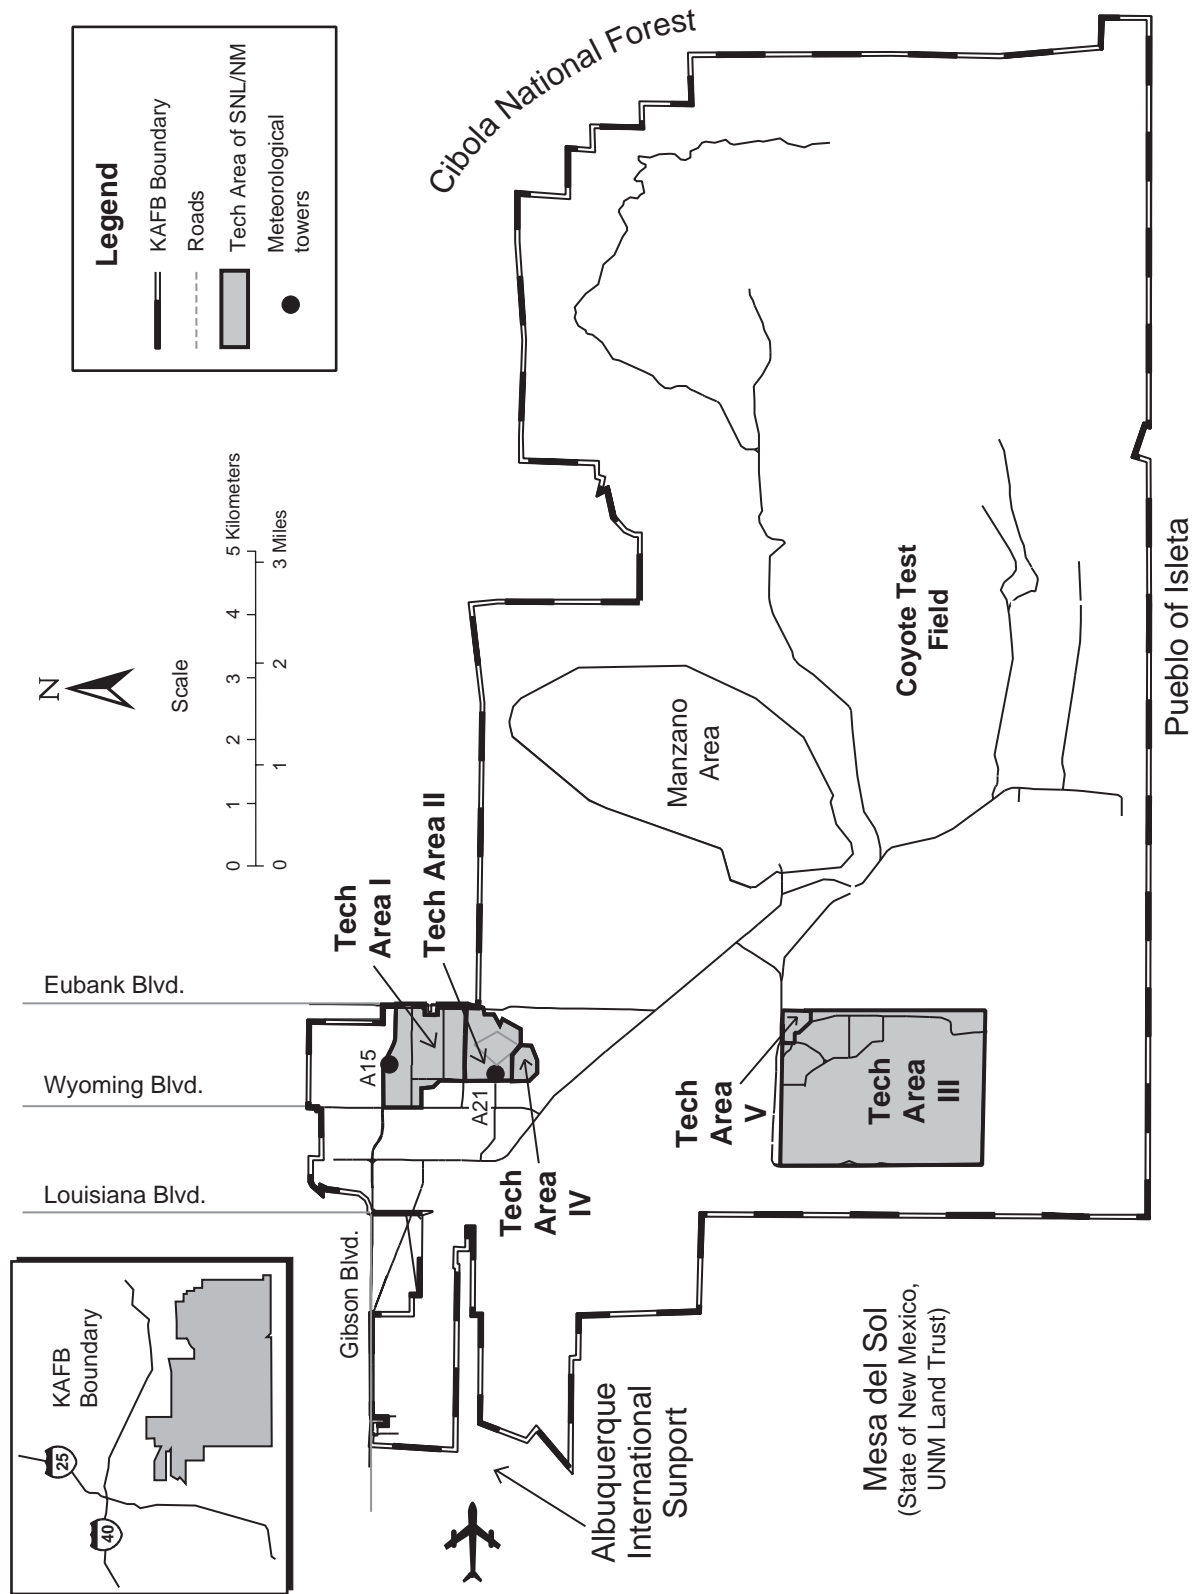 KAFB
Boundary
25
40
Louisiana Blvd.
Wyoming Blvd.
Eubank Blvd.
N
Scale
0 1 2 3 4 5 Kilometers
0 1 2 3 Miles
Legend
KAFB Boundary
Roads
Tech Area of SNL/NM
Meteorological
towers
Gibson Blvd.
A15
A21
Tech
Area I
Tech Area II
Tech
Area
IV
Cibola National Forest
Albuquerque
International
Sunport
Manzano
Area
Tech
Area
V
Tech
Area
III
Coyote Test
Field
Mesa del Sol
(State of New Mexico,
UNM Land Trust)
Pueblo of Isleta